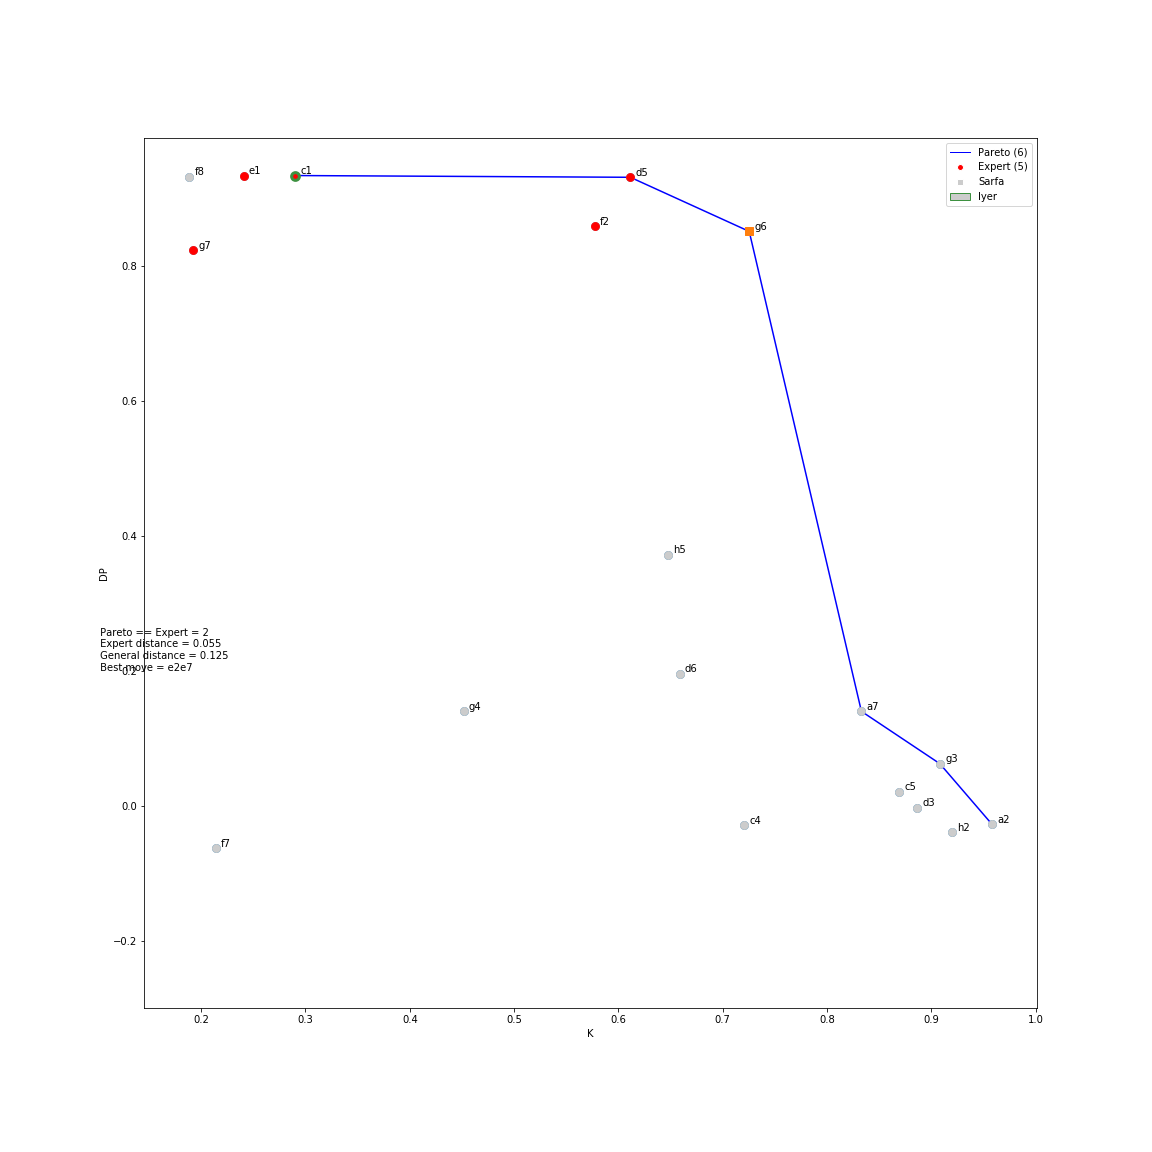 Pareto (6)
Expert (5)
Sarfa
Iyer
f8
e1
c1
d5
f2
g6
g7
0.8
0.6
h5
0.4
DP
Pareto == Expert = 2
Expert distance = 0.055
General distance = 0.125
Best move = e2e7
0.2
d6
g4
a7
g3
c5
d3
0.0
c4
h2
a2
f7
−0.2
0.2 0.3 0.4 0.5 0.6 0.7 0.8 0.9 1.0
K